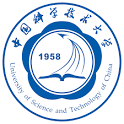 中国科学技术大学
1958
University of Science and Technology of China